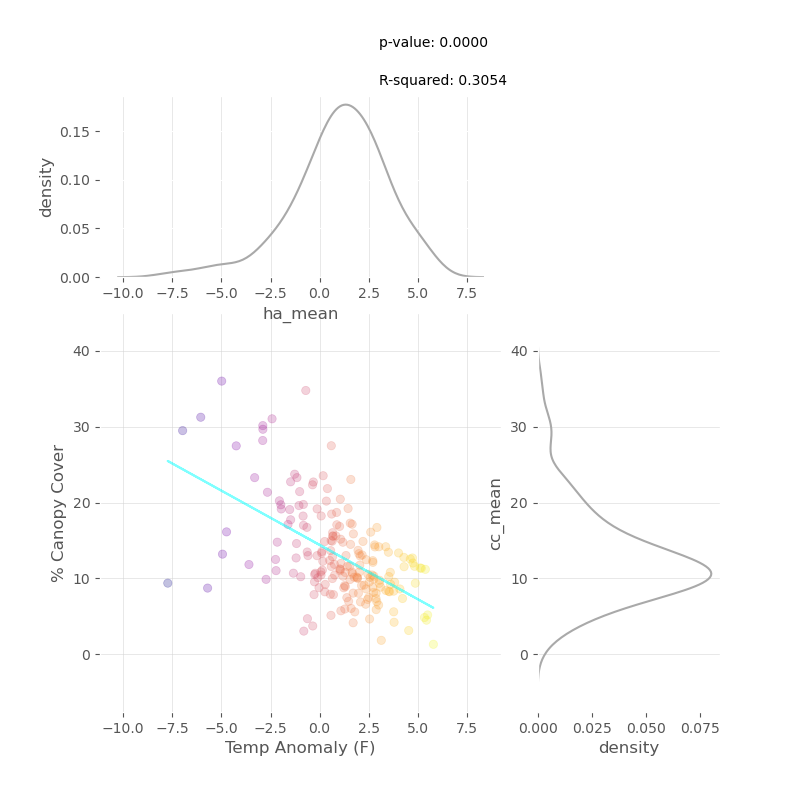 p-value: 0.0000
R-squared: 0.3054
density
0.15
0.10
0.05
0.00
−10.0 −7.5 −5.0 −2.5 0.0 2.5 5.0 7.5
ha_mean
% Canopy Cover
40
30
20
10
0
−10.0 −7.5 −5.0 −2.5 0.0 2.5 5.0 7.5
Temp Anomaly (F)
cc_mean
40
30
20
10
0
0.000 0.025 0.050 0.075
density